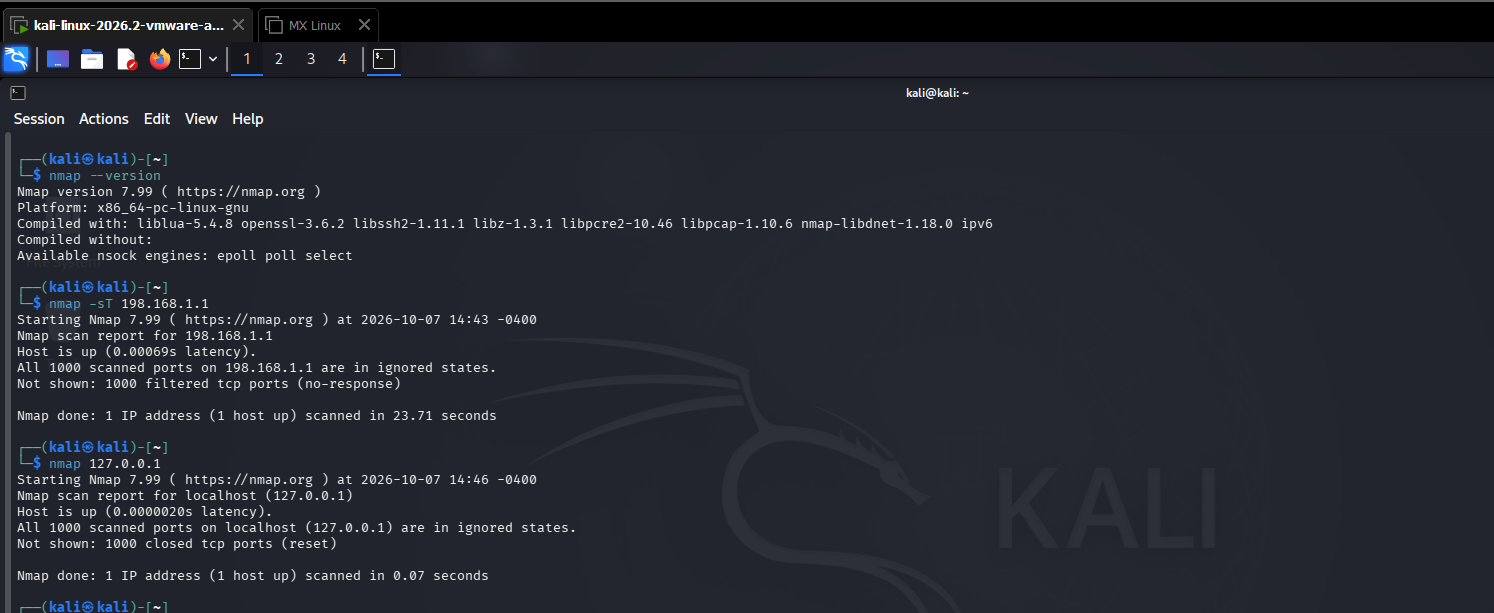 kali-linux-2026.2-vmware-a...
MX Linux
1 2 3 4
kali@kali: ~
Session Actions Edit View Help
┌──(kali㉿kali)-[~]
└─$ nmap --version
Nmap version 7.99 ( https://nmap.org )
Platform: x86_64-pc-linux-gnu
Compiled with: liblua-5.4.8 openssl-3.6.2 libssh2-1.11.1 libz-1.3.1 libpcre2-10.46 libpcap-1.10.6 nmap-libdnet-1.18.0 ipv6
Compiled without:
Available nsock engines: epoll poll select
┌──(kali㉿kali)-[~]
└─$ nmap -sT 198.168.1.1
Starting Nmap 7.99 ( https://nmap.org ) at 2026-10-07 14:43 -0400
Nmap scan report for 198.168.1.1
Host is up (0.00069s latency).
All 1000 scanned ports on 198.168.1.1 are in ignored states.
Not shown: 1000 filtered tcp ports (no-response)
Nmap done: 1 IP address (1 host up) scanned in 23.71 seconds
┌──(kali㉿kali)-[~]
└─$ nmap 127.0.0.1
Starting Nmap 7.99 ( https://nmap.org ) at 2026-10-07 14:46 -0400
Nmap scan report for localhost (127.0.0.1)
Host is up (0.0000020s latency).
All 1000 scanned ports on localhost (127.0.0.1) are in ignored states.
Not shown: 1000 closed tcp ports (reset)
KALI
Nmap done: 1 IP address (1 host up) scanned in 0.07 seconds
┌──(kali㉿kali)-[~]